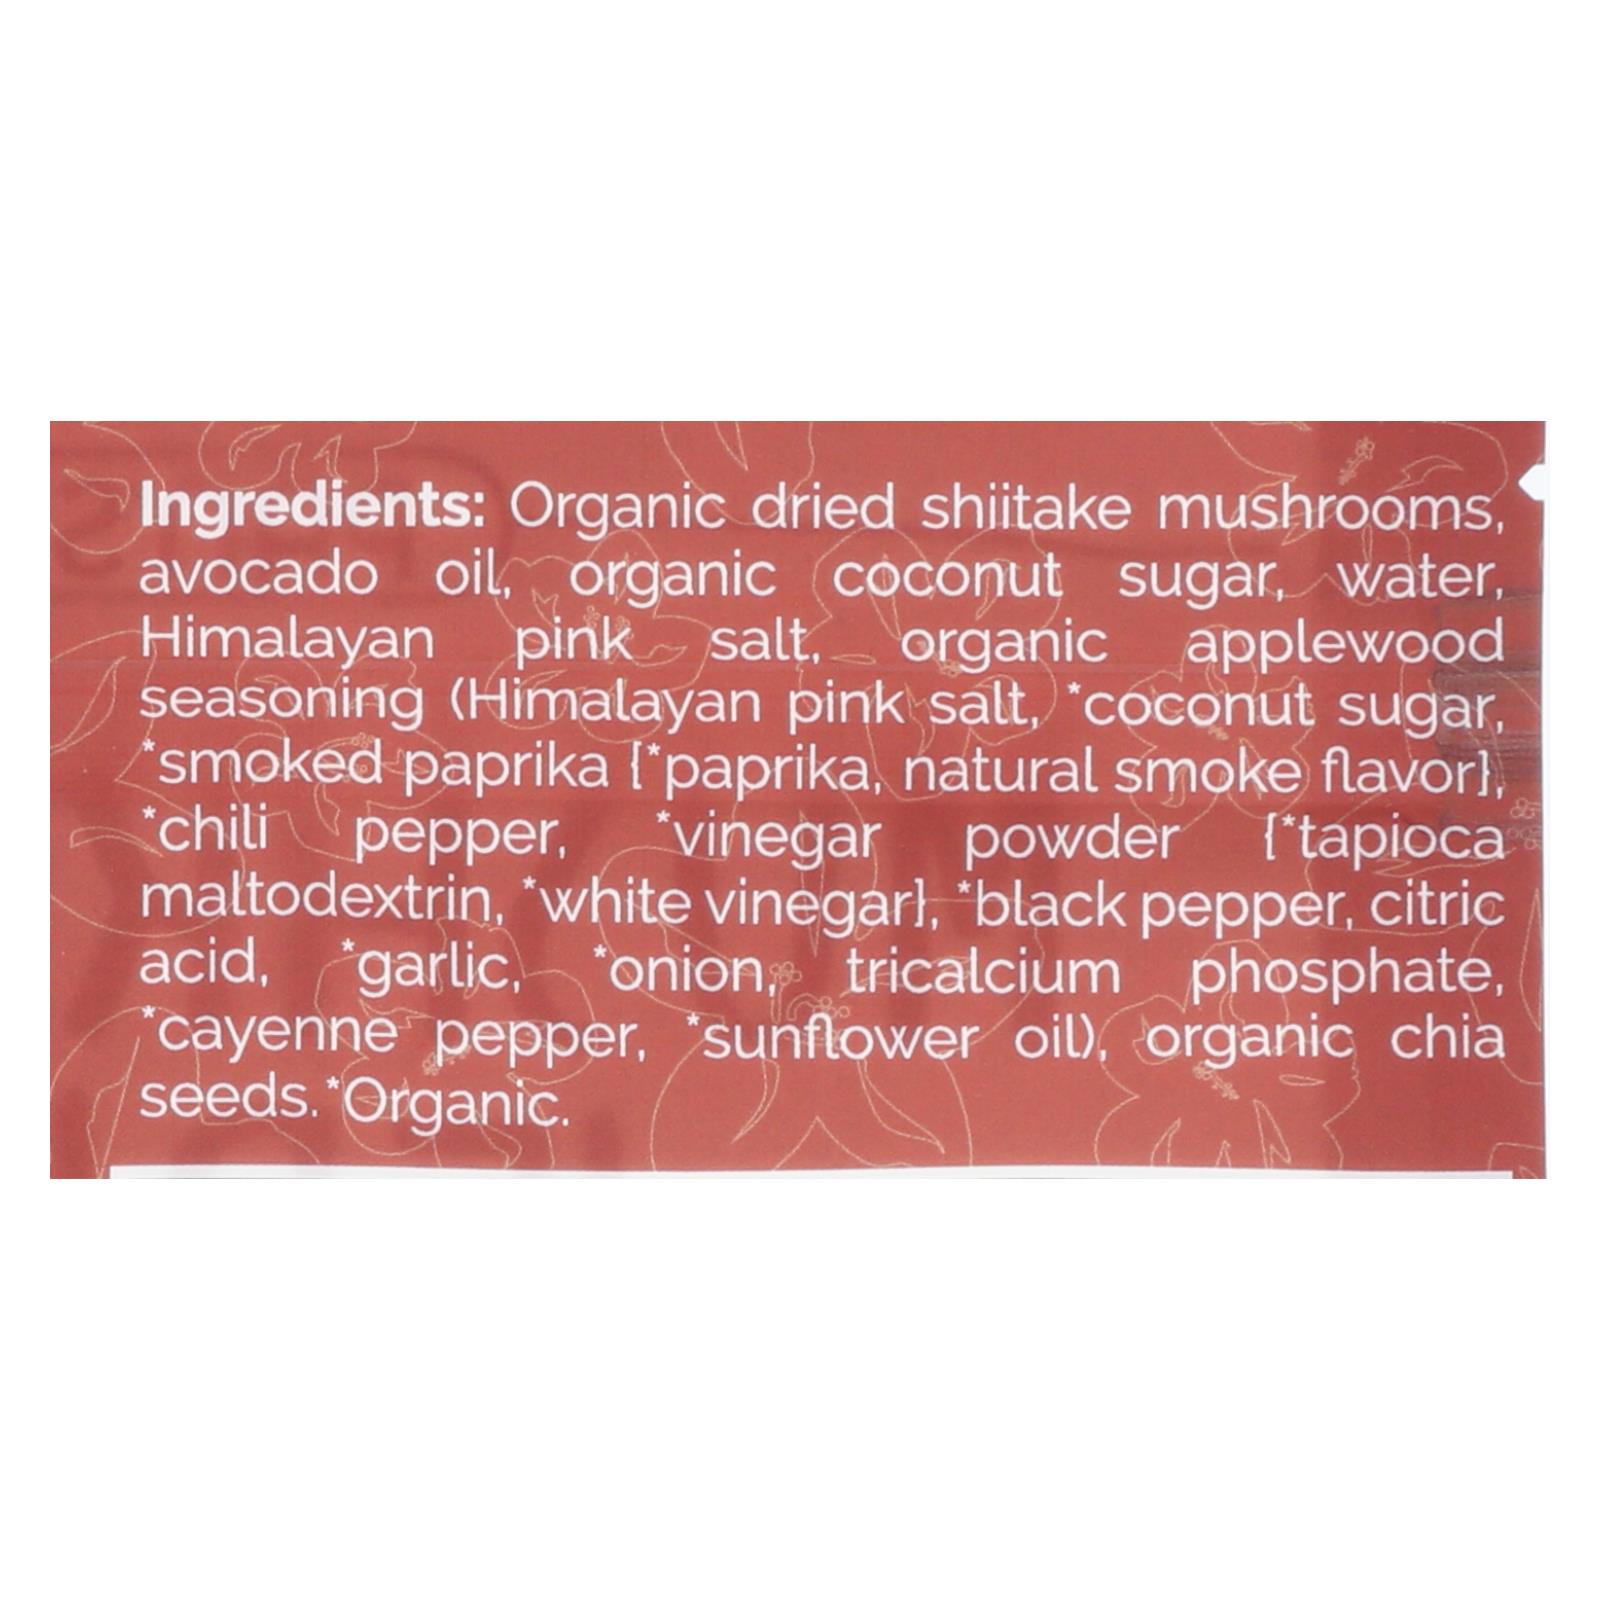 Ingredients: Organic dried shiitake mushrooms,
avocado oil, organic coconut sugar, water,
Himalayan pink salt, organic applewood
seasoning (Himalayan pink salt, *coconut sugar,
*smoked paprika {*paprika, natural smoke flavor},
*chili pepper, *vinegar powder {*tapioca
maltodextrin, *white vinegar}, *black pepper, citric
acid, *garlic, *onion, tricalcium phosphate,
*cayenne pepper, *sunflower oil), organic chia
seeds. *Organic.